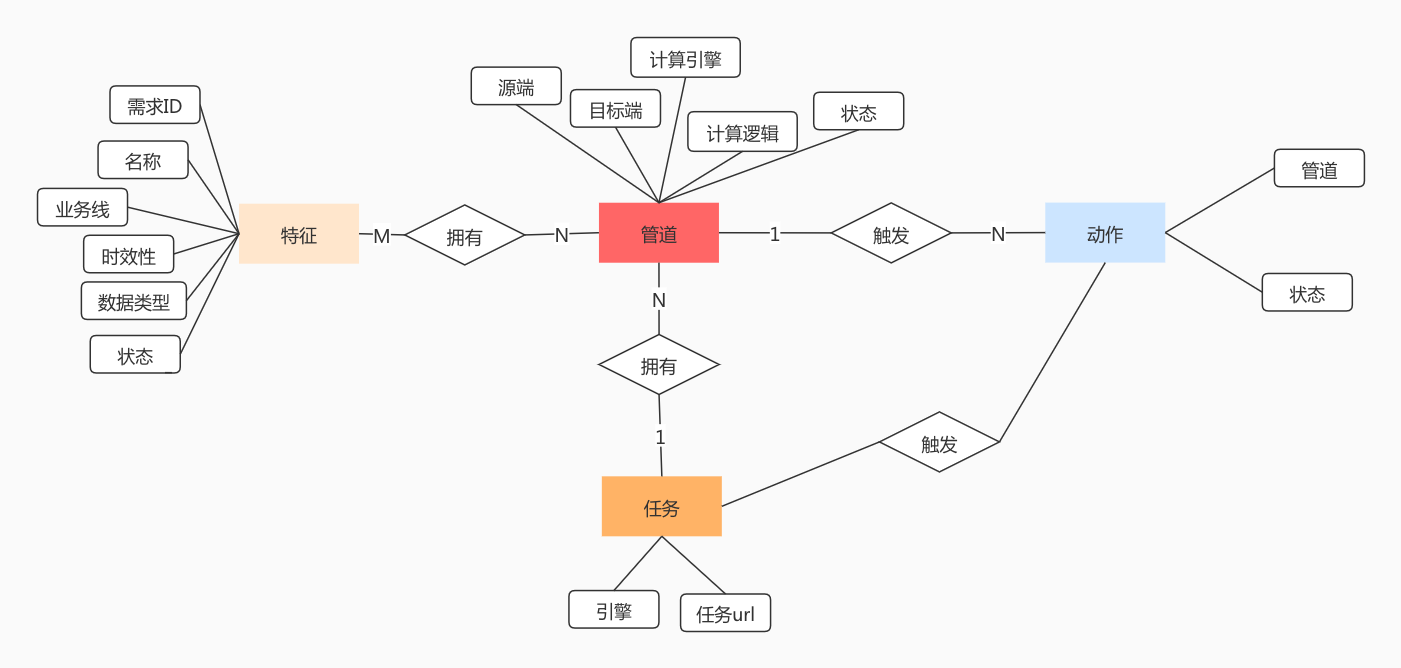 计算引擎
源端
目标端
需求ID
状态
计算逻辑
名称
管道
业务线
特征
M
拥有
N
管道
1
触发
N
动作
时效性
数据类型
状态
N
状态
拥有
1
触发
任务
引擎
任务url